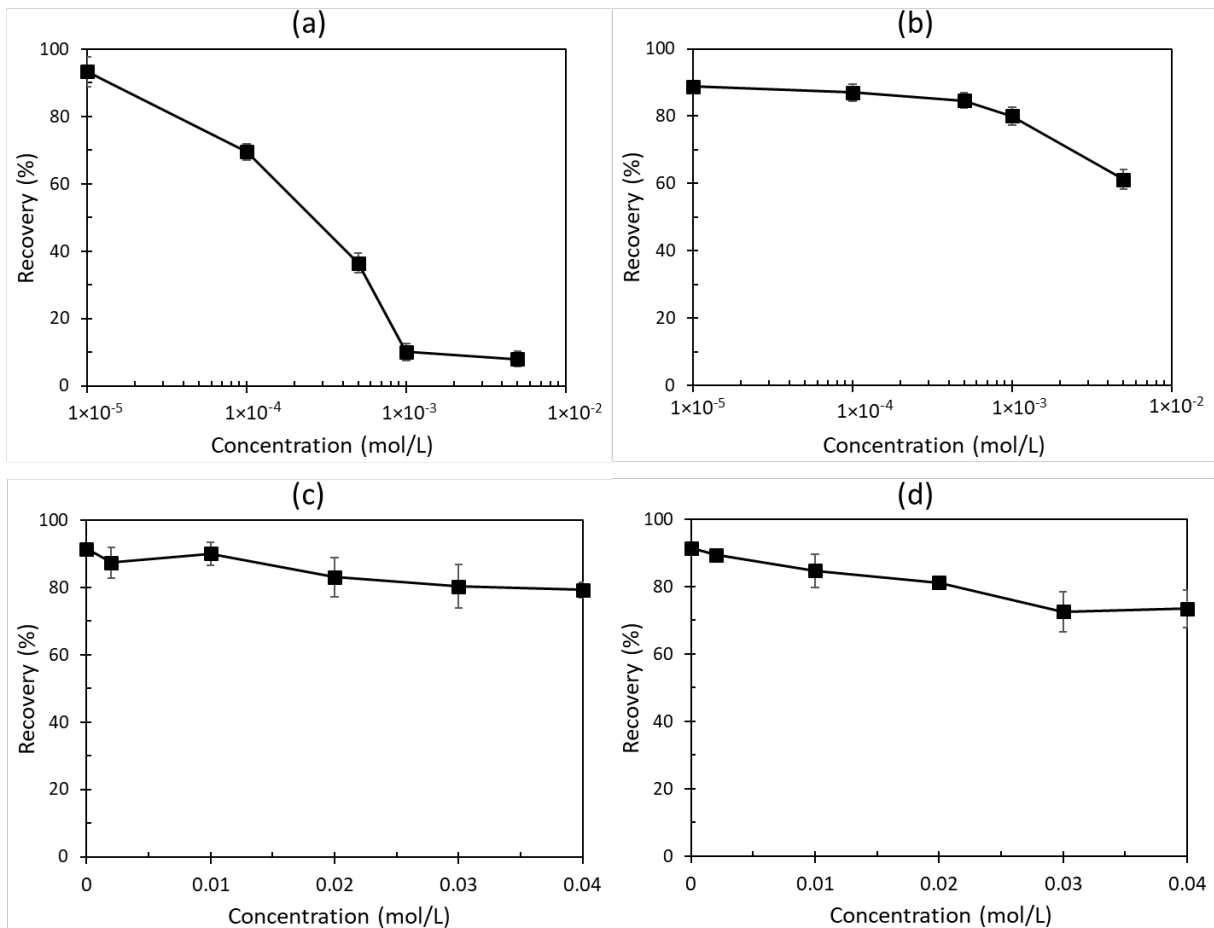 (a)
100
80
60
40
20
0
Recovery (%)
1×10⁻⁵ 1×10⁻⁴ 1×10⁻³ 1×10⁻²
Concentration (mol/L)
(b)
100
80
60
40
20
0
Recovery (%)
1×10⁻⁵ 1×10⁻⁴ 1×10⁻³ 1×10⁻²
Concentration (mol/L)
(c)
100
80
60
40
20
0
Recovery (%)
0 0.01 0.02 0.03 0.04
Concentration (mol/L)
(d)
100
80
60
40
20
0
Recovery (%)
0 0.01 0.02 0.03 0.04
Concentration (mol/L)